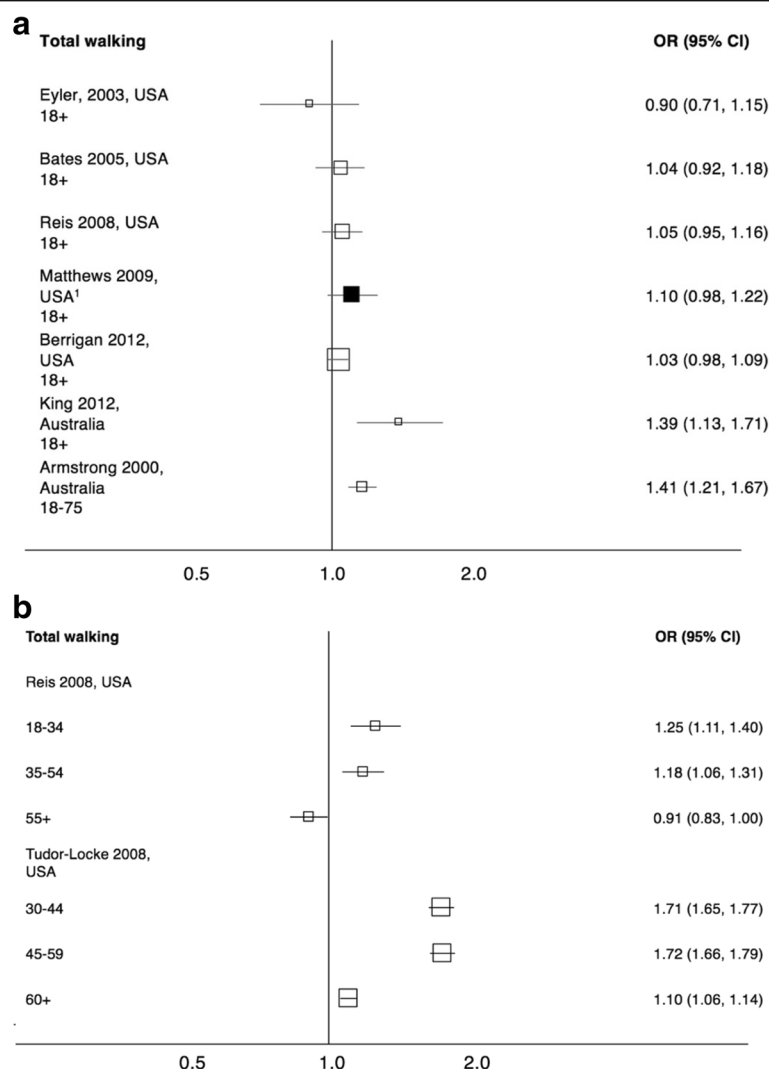 a
Total walking OR (95% CI)
Eyler, 2003, USA
18+ 0.90 (0.71, 1.15)
Bates 2005, USA
18+ 1.04 (0.92, 1.18)
Reis 2008, USA
18+ 1.05 (0.95, 1.16)
Matthews 2009,
USA¹ 1.10 (0.98, 1.22)
18+
Berrigan 2012,
USA 1.03 (0.98, 1.09)
18+
King 2012,
Australia 1.39 (1.13, 1.71)
18+
Armstrong 2000,
Australia 1.41 (1.21, 1.67)
18-75
0.5 1.0 2.0
b
Total walking OR (95% CI)
Reis 2008, USA
18-34 1.25 (1.11, 1.40)
35-54 1.18 (1.06, 1.31)
55+ 0.91 (0.83, 1.00)
Tudor-Locke 2008,
USA
30-44 1.71 (1.65, 1.77)
45-59 1.72 (1.66, 1.79)
60+ 1.10 (1.06, 1.14)
0.5 1.0 2.0